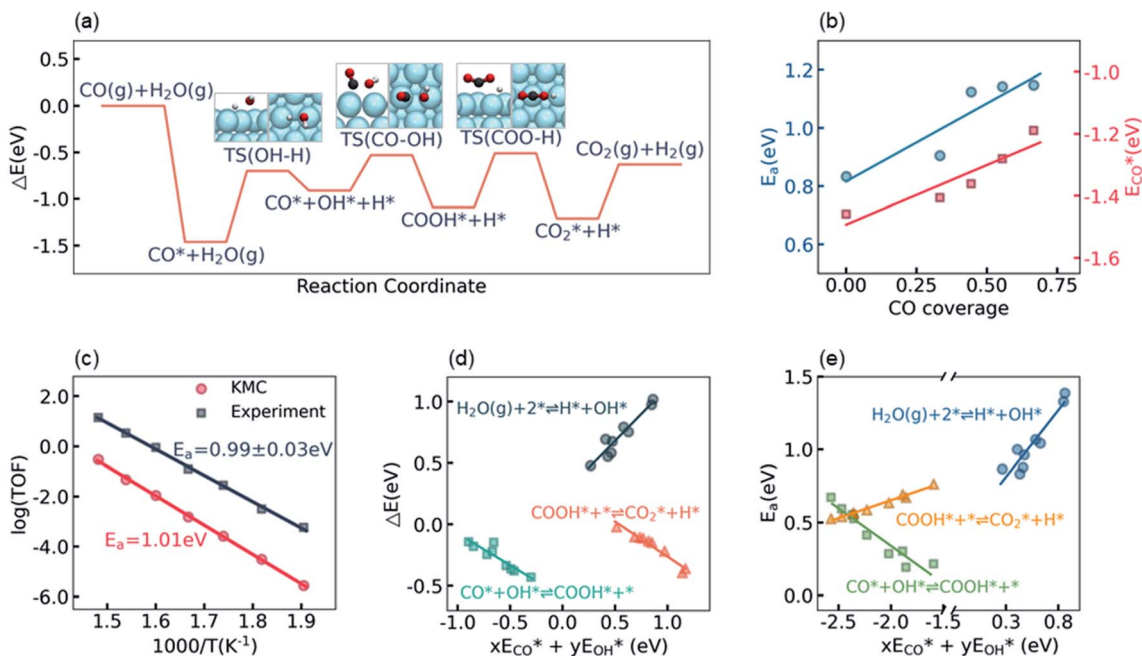 (a)
0.5
0.0
-0.5
-1.0
-1.5
ΔE(eV)
CO(g)+H₂O(g)
TS(OH-H)
TS(CO-OH)
TS(COO-H)
CO₂(g)+H₂(g)
CO*+OH*+H*
COOH*+H*
CO₂*+H*
CO*+H₂O(g)
Reaction Coordinate
(b)
1.2
1.0
0.8
0.6
Eₐ(eV)
-1.0
-1.2
-1.4
-1.6
E_CO*(eV)
0.00 0.25 0.50 0.75
CO coverage
(c)
2.0
0.0
-2.0
-4.0
-6.0
log(TOF)
KMC
Experiment
Eₐ=0.99±0.03eV
Eₐ=1.01eV
1.5 1.6 1.7 1.8 1.9
1000/T(K⁻¹)
(d)
1.0
0.5
0.0
-0.5
ΔE(eV)
H₂O(g)+2*⇌H*+OH*
COOH*+*⇌CO₂*+H*
CO*+OH*⇌COOH*+*
-1.0 -0.5 0.0 0.5 1.0
xE_CO* + yE_OH* (eV)
(e)
1.5
1.0
0.5
0.0
Eₐ(eV)
H₂O(g)+2*⇌H*+OH*
COOH*+*⇌CO₂*+H*
CO*+OH*⇌COOH*+*
-2.5 -2.0 -1.5 0.3 0.8
xE_CO* + yE_OH* (eV)